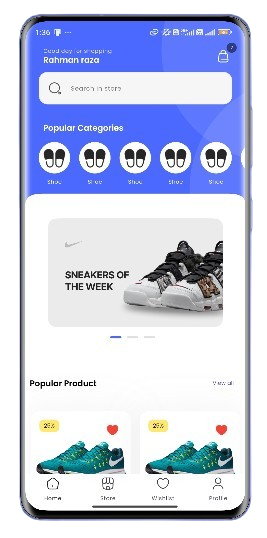 1:36
Good day for shopping
Rahman raza
2
Search in store
Popular Categories
Shoe Shoe Shoe Shoe Shoe
SNEAKERS OF
THE WEEK
Popular Product View all
25% 25%
Home Store Wishlist Profile